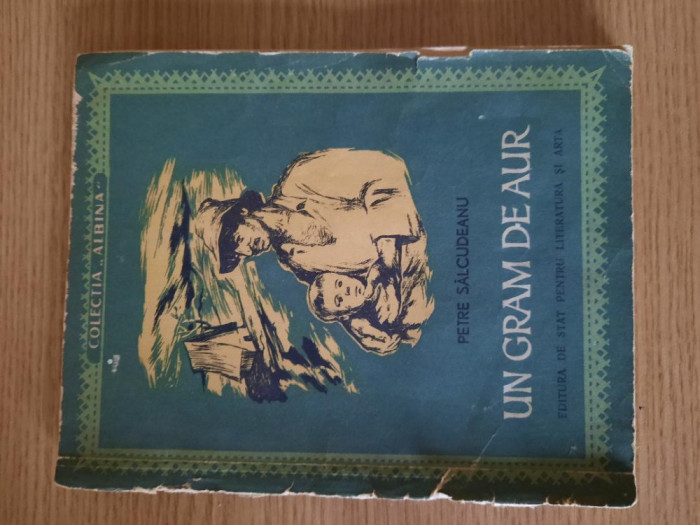 COLECȚIA „ALBINA”
PETRE SĂLCUDEANU
UN GRAM DE AUR
EDITURA DE STAT PENTRU LITERATURĂ ȘI ARTĂ